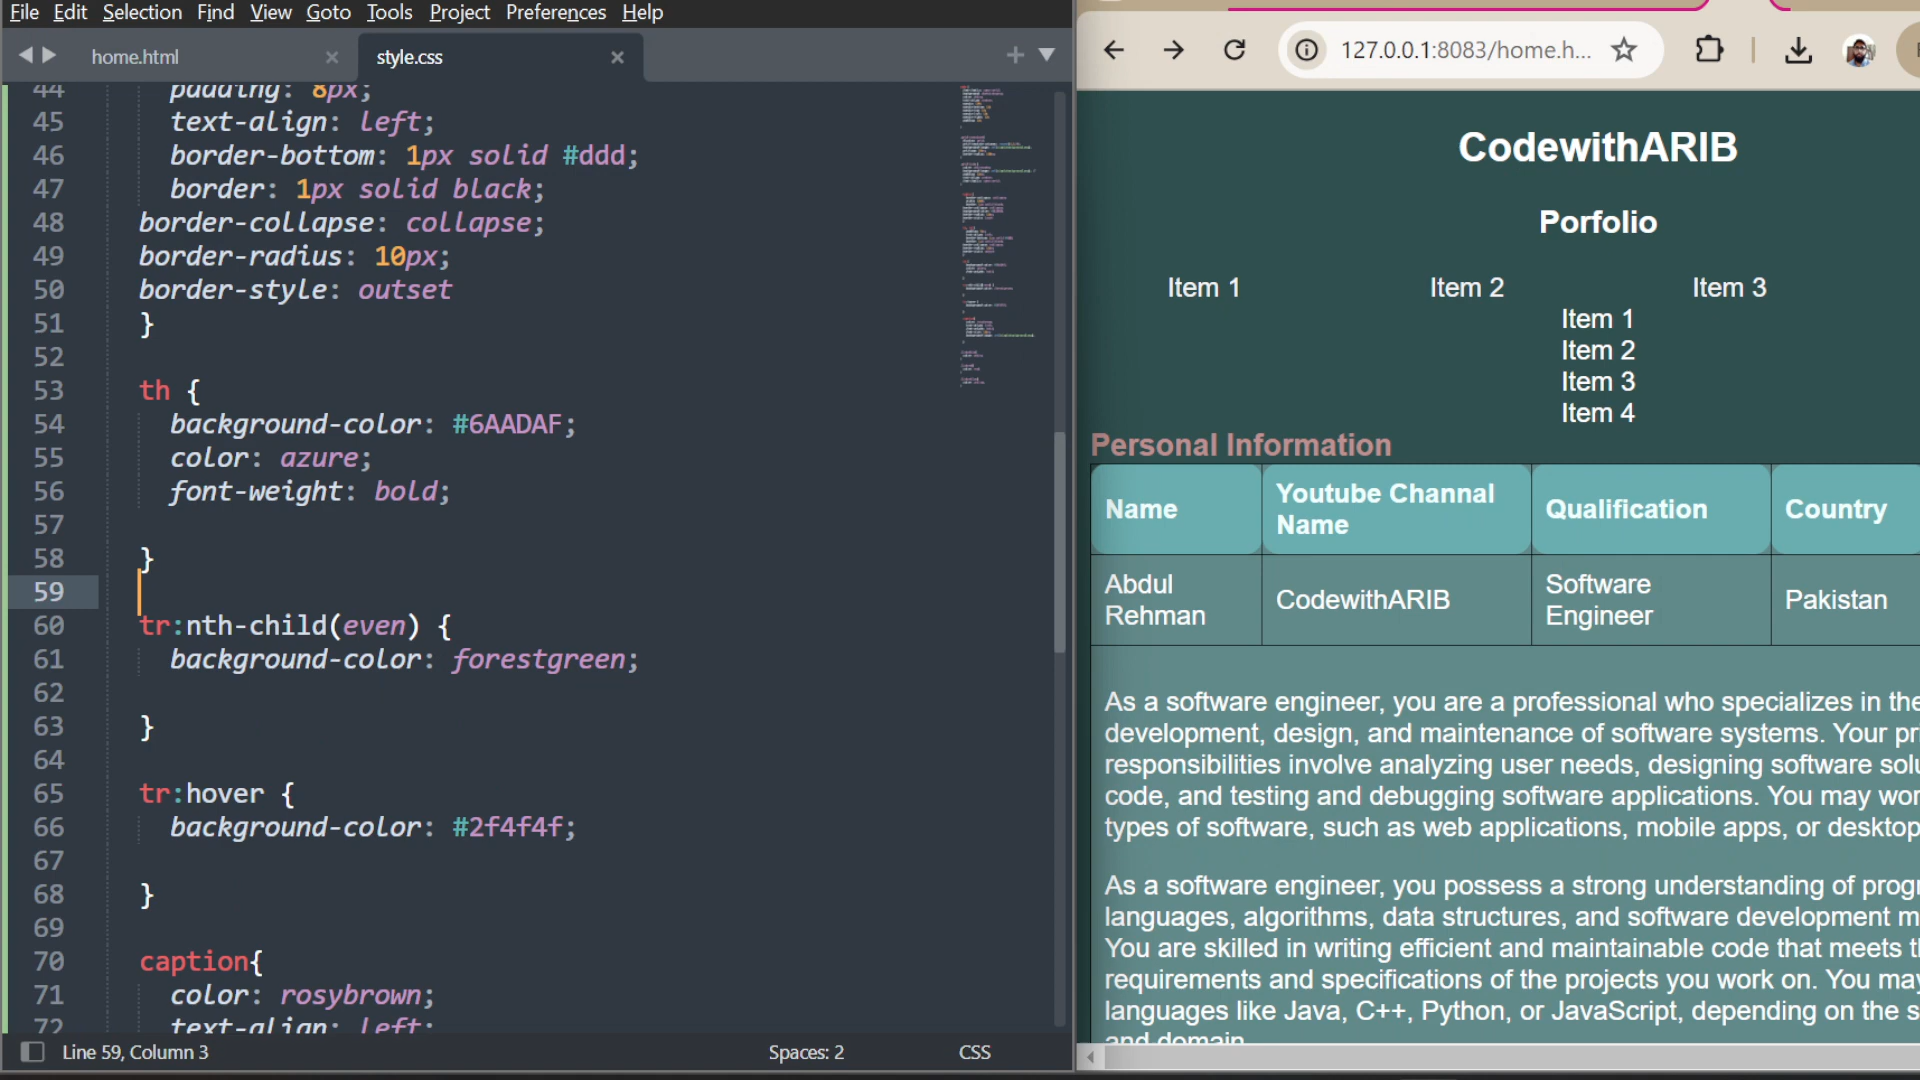 File Edit Selection Find View Goto Tools Project Preferences Help
home.html
style.css
44 padding: 8px;
45 text-align: left;
46 border-bottom: 1px solid #ddd;
47 border: 1px solid black;
48 border-collapse: collapse;
49 border-radius: 10px;
50 border-style: outset
51 }
52
53 th {
54 background-color: #6AADAF;
55 color: azure;
56 font-weight: bold;
57
58 }
59
60 tr:nth-child(even) {
61 background-color: forestgreen;
62
63 }
64
65 tr:hover {
66 background-color: #2f4f4f;
67
68 }
69
70 caption{
71 color: rosybrown;
72 text-align: left;
Line 59, Column 3
Spaces: 2
CSS
127.0.0.1:8083/home.h...
CodewithARIB
Porfolio
Item 1 Item 2 Item 3
Item 1
Item 2
Item 3
Item 4
Personal Information
Name Youtube Channal Name Qualification Country
Abdul Rehman CodewithARIB Software Engineer Pakistan
As a software engineer, you are a professional who specializes in the
development, design, and maintenance of software systems. Your
responsibilities involve analyzing user needs, designing software
code, and testing and debugging software applications. You may
types of software, such as web applications, mobile apps, or desktop
As a software engineer, you possess a strong understanding of
languages, algorithms, data structures, and software development
You are skilled in writing efficient and maintainable code that meets
requirements and specifications of the projects you work on. You may
languages like Java, C++, Python, or JavaScript, depending on the
and domain.